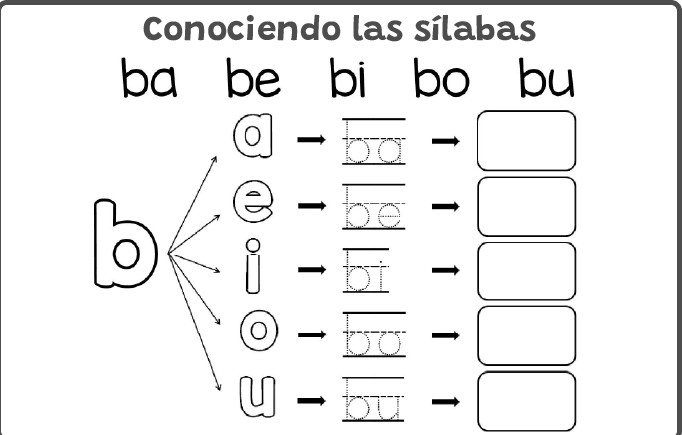 Conociendo las sílabas
ba be bi bo bu
a ba
e be
b
i bi
o bo
u bu